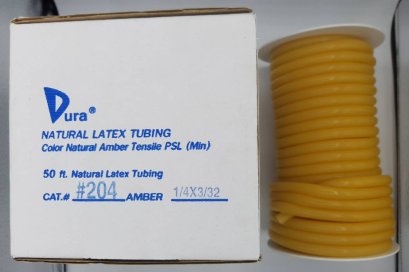 Dura®
NATURAL LATEX TUBING
Color Natural Amber Tensile PSL (Min)
50 ft. Natural Latex Tubing
CAT.# #204 AMBER 1/4X3/32